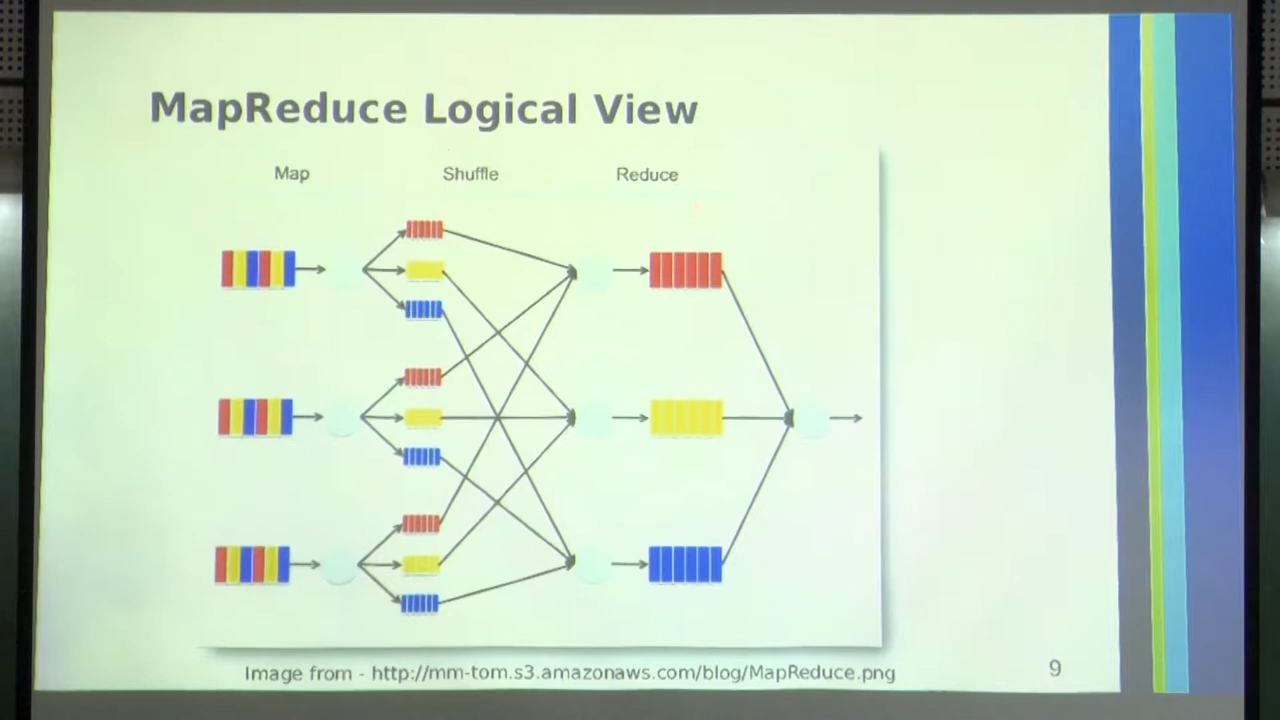 MapReduce Logical View
Map Shuffle Reduce
Image from - http://mm-tom.s3.amazonaws.com/blog/MapReduce.png
9